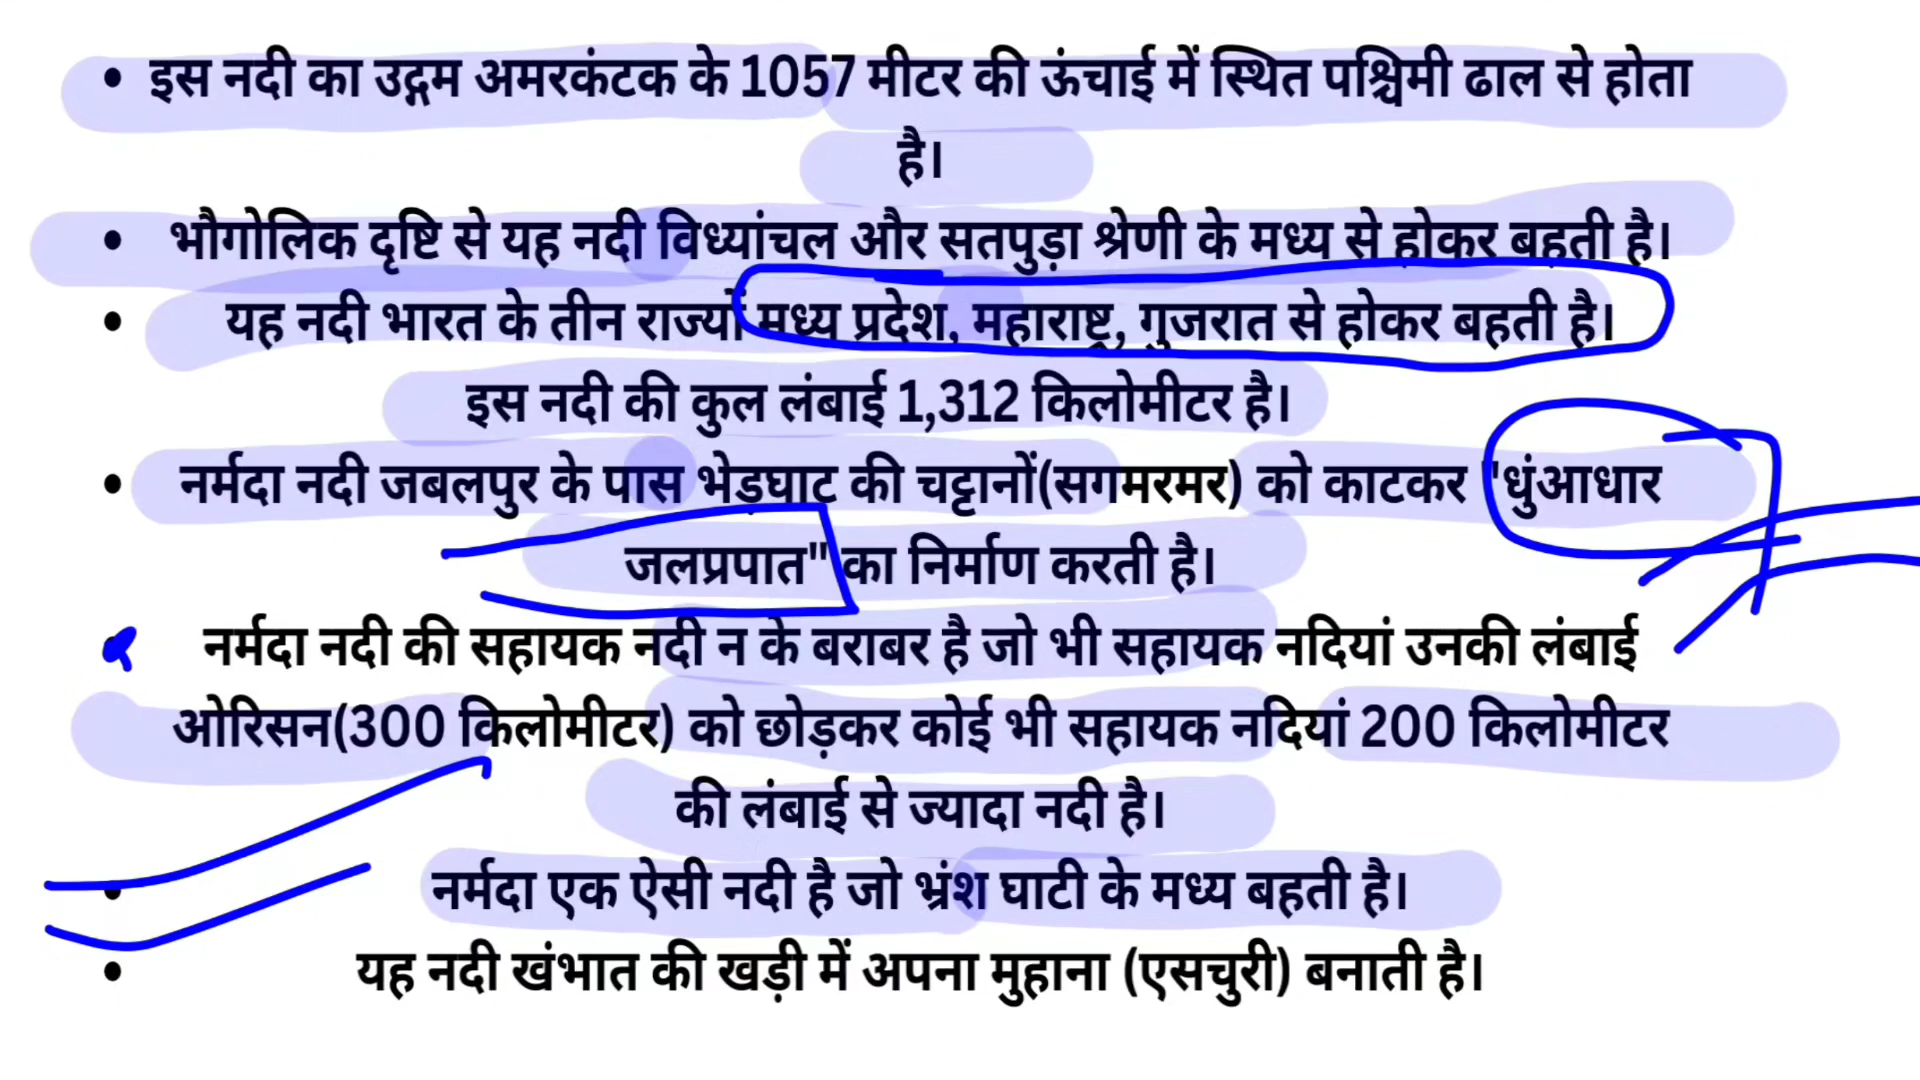 • इस नदी का उद्गम अमरकंटक के 1057 मीटर की ऊंचाई में स्थित पश्चिमी ढाल से होता
है।
• भौगोलिक दृष्टि से यह नदी विध्यांचल और सतपुड़ा श्रेणी के मध्य से होकर बहती है।
• यह नदी भारत के तीन राज्यों मध्य प्रदेश, महाराष्ट्र, गुजरात से होकर बहती है।
इस नदी की कुल लंबाई 1,312 किलोमीटर है।
• नर्मदा नदी जबलपुर के पास भेड़घाट की चट्टानों(सगमरमर) को काटकर "धुंआधार
जलप्रपात" का निर्माण करती है।
• नर्मदा नदी की सहायक नदी न के बराबर है जो भी सहायक नदियां उनकी लंबाई
ओरिसन(300 किलोमीटर) को छोड़कर कोई भी सहायक नदियां 200 किलोमीटर
की लंबाई से ज्यादा नदी है।
• नर्मदा एक ऐसी नदी है जो भ्रंश घाटी के मध्य बहती है।
• यह नदी खंभात की खड़ी में अपना मुहाना (एसचुरी) बनाती है।